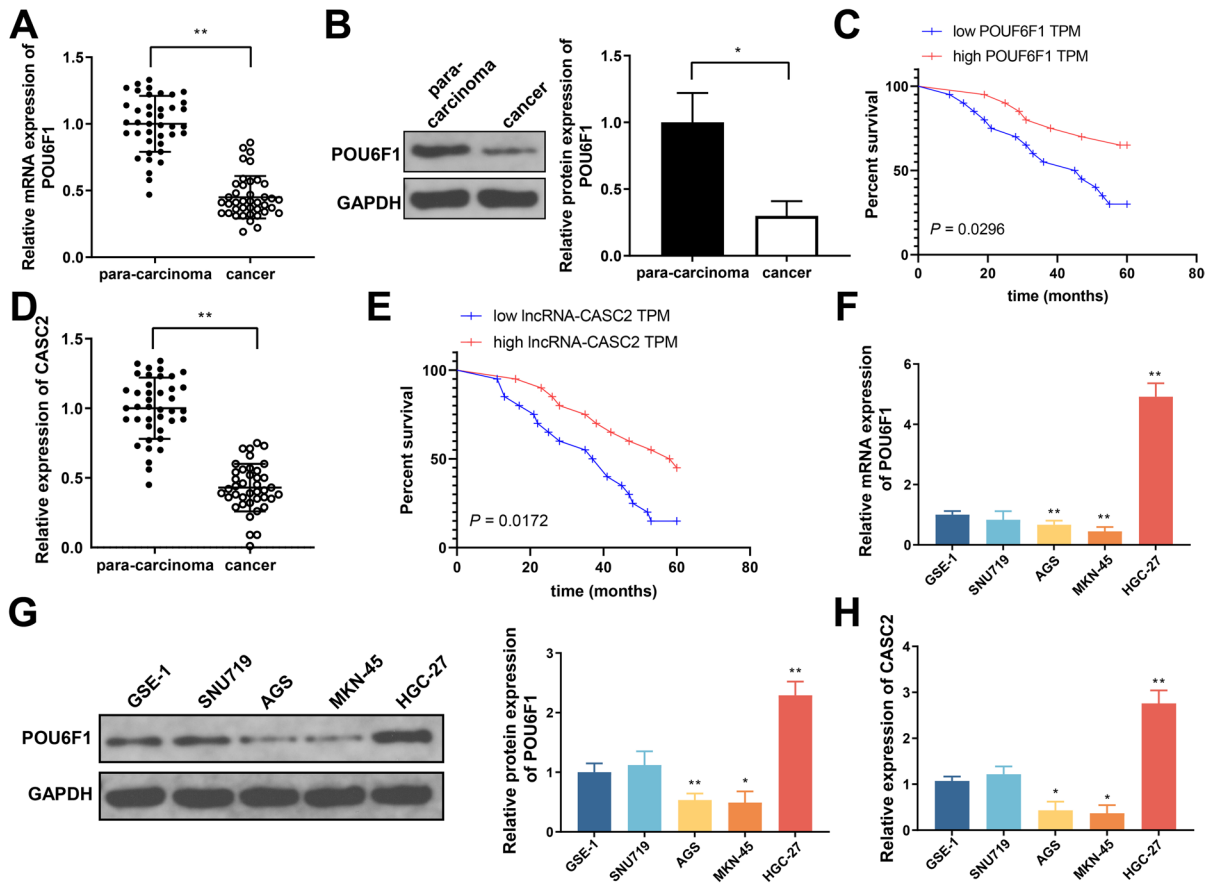 A
Relative mRNA expression of
POU6F1
**
1.5
1.0
0.5
0.0
para-carcinoma
cancer
B
para-
carcinoma
cancer
POU6F1
GAPDH
Relative protein expression of
POU6F1
*
1.5
1.0
0.5
0.0
para-carcinoma
cancer
C
low POUF6F1 TPM
high POUF6F1 TPM
Percent survival
100
50
0
P = 0.0296
0
20
40
60
80
time (months)
D
Relative expression of CASC2
**
1.5
1.0
0.5
0.0
para-carcinoma
cancer
E
low lncRNA-CASC2 TPM
high lncRNA-CASC2 TPM
Percent survival
100
50
0
P = 0.0172
0
20
40
60
80
time (months)
F
Relative mRNA expression
of POU6F1
6
4
2
0
**
**
**
GSE-1
SNU719
AGS
MKN-45
HGC-27
G
GSE-1
SNU719
AGS
MKN-45
HGC-27
POU6F1
GAPDH
Relative protein expression
of POU6F1
3
2
1
0
**
*
**
GSE-1
SNU719
AGS
MKN-45
HGC-27
H
Relative expression of CASC2
4
3
2
1
0
*
*
**
GSE-1
SNU719
AGS
MKN-45
HGC-27